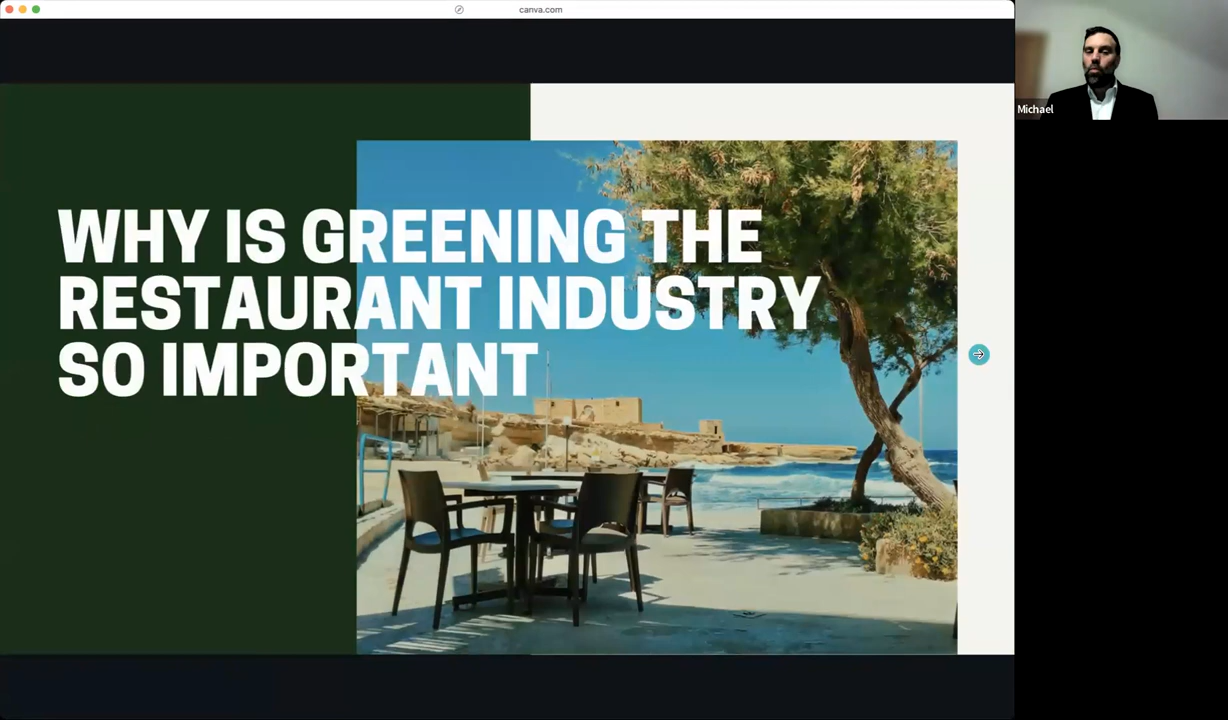 canva.com
WHY IS GREENING THE
RESTAURANT INDUSTRY
SO IMPORTANT
Michael